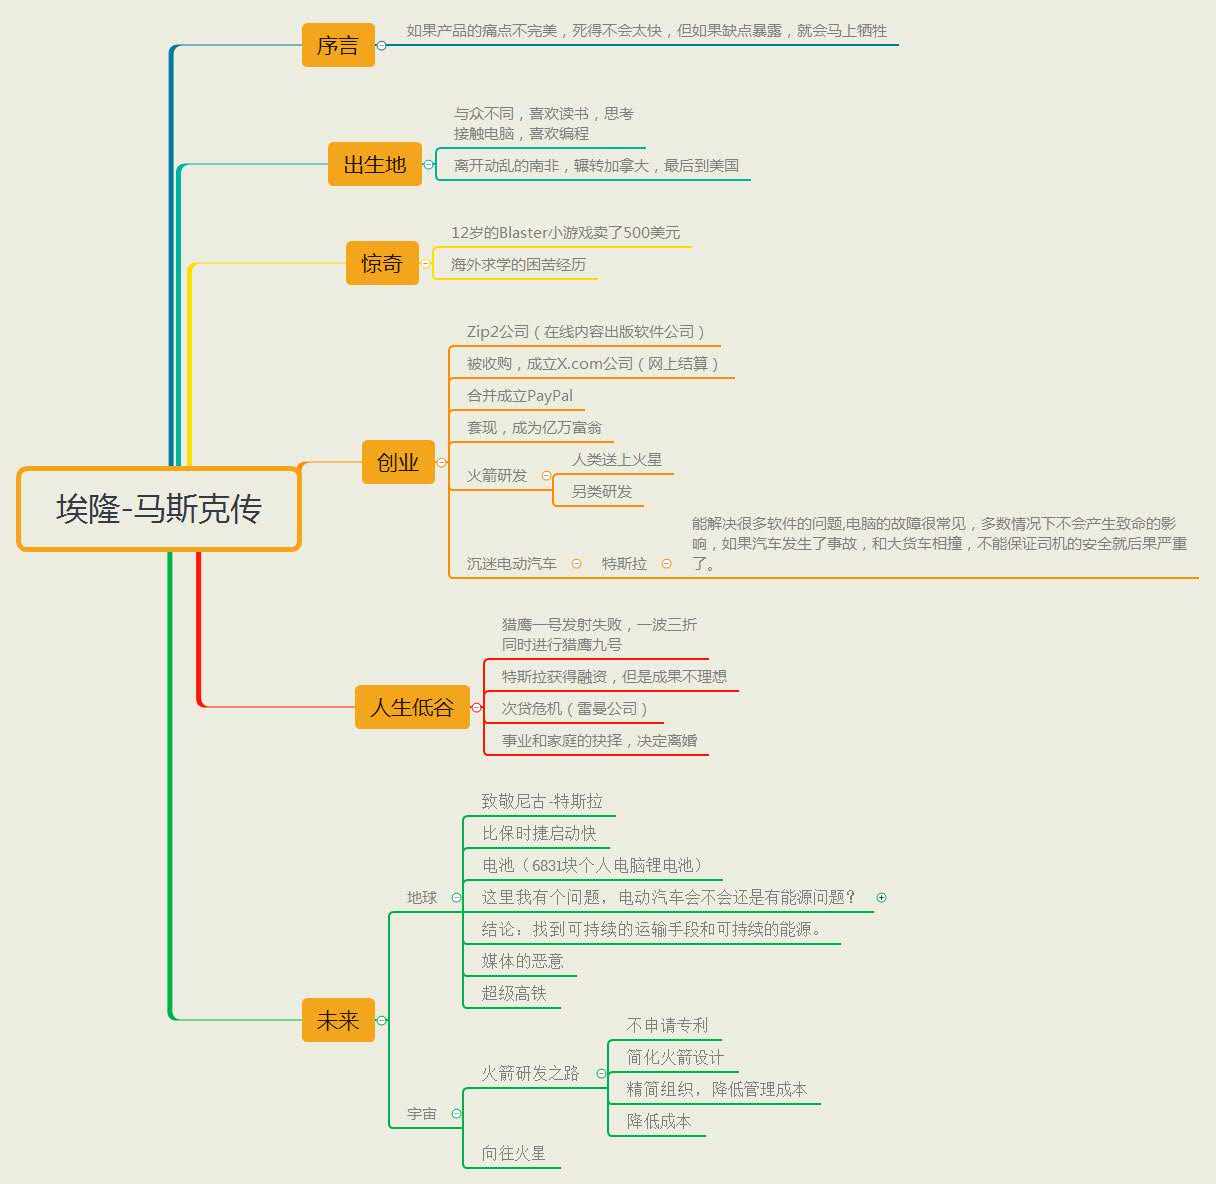 序言
如果产品的痛点不完美，死得不会太快，但如果缺点暴露，就会马上牺牲
出生地
与众不同，喜欢读书，思考
接触电脑，喜欢编程
离开动乱的南非，辗转加拿大，最后到美国
惊奇
12岁的Blaster小游戏卖了500美元
海外求学的困苦经历
埃隆-马斯克传
创业
Zip2公司（在线内容出版软件公司）
被收购，成立X.com公司（网上结算）
合并成立PayPal
套现，成为亿万富翁
火箭研发
人类送上火星
另类研发
沉迷电动汽车
特斯拉
能解决很多软件的问题,电脑的故障很常见，多数情况下不会产生致命的影
响，如果汽车发生了事故，和大货车相撞，不能保证司机的安全就后果严重
了。
人生低谷
猎鹰一号发射失败，一波三折
同时进行猎鹰九号
特斯拉获得融资，但是成果不理想
次贷危机（雷曼公司）
事业和家庭的抉择，决定离婚
未来
地球
致敬尼古-特斯拉
比保时捷启动快
电池（6831块个人电脑锂电池）
这里我有个问题，电动汽车会不会还是有能源问题？
结论：找到可持续的运输手段和可持续的能源。
媒体的恶意
超级高铁
宇宙
火箭研发之路
不申请专利
简化火箭设计
精简组织，降低管理成本
降低成本
向往火星